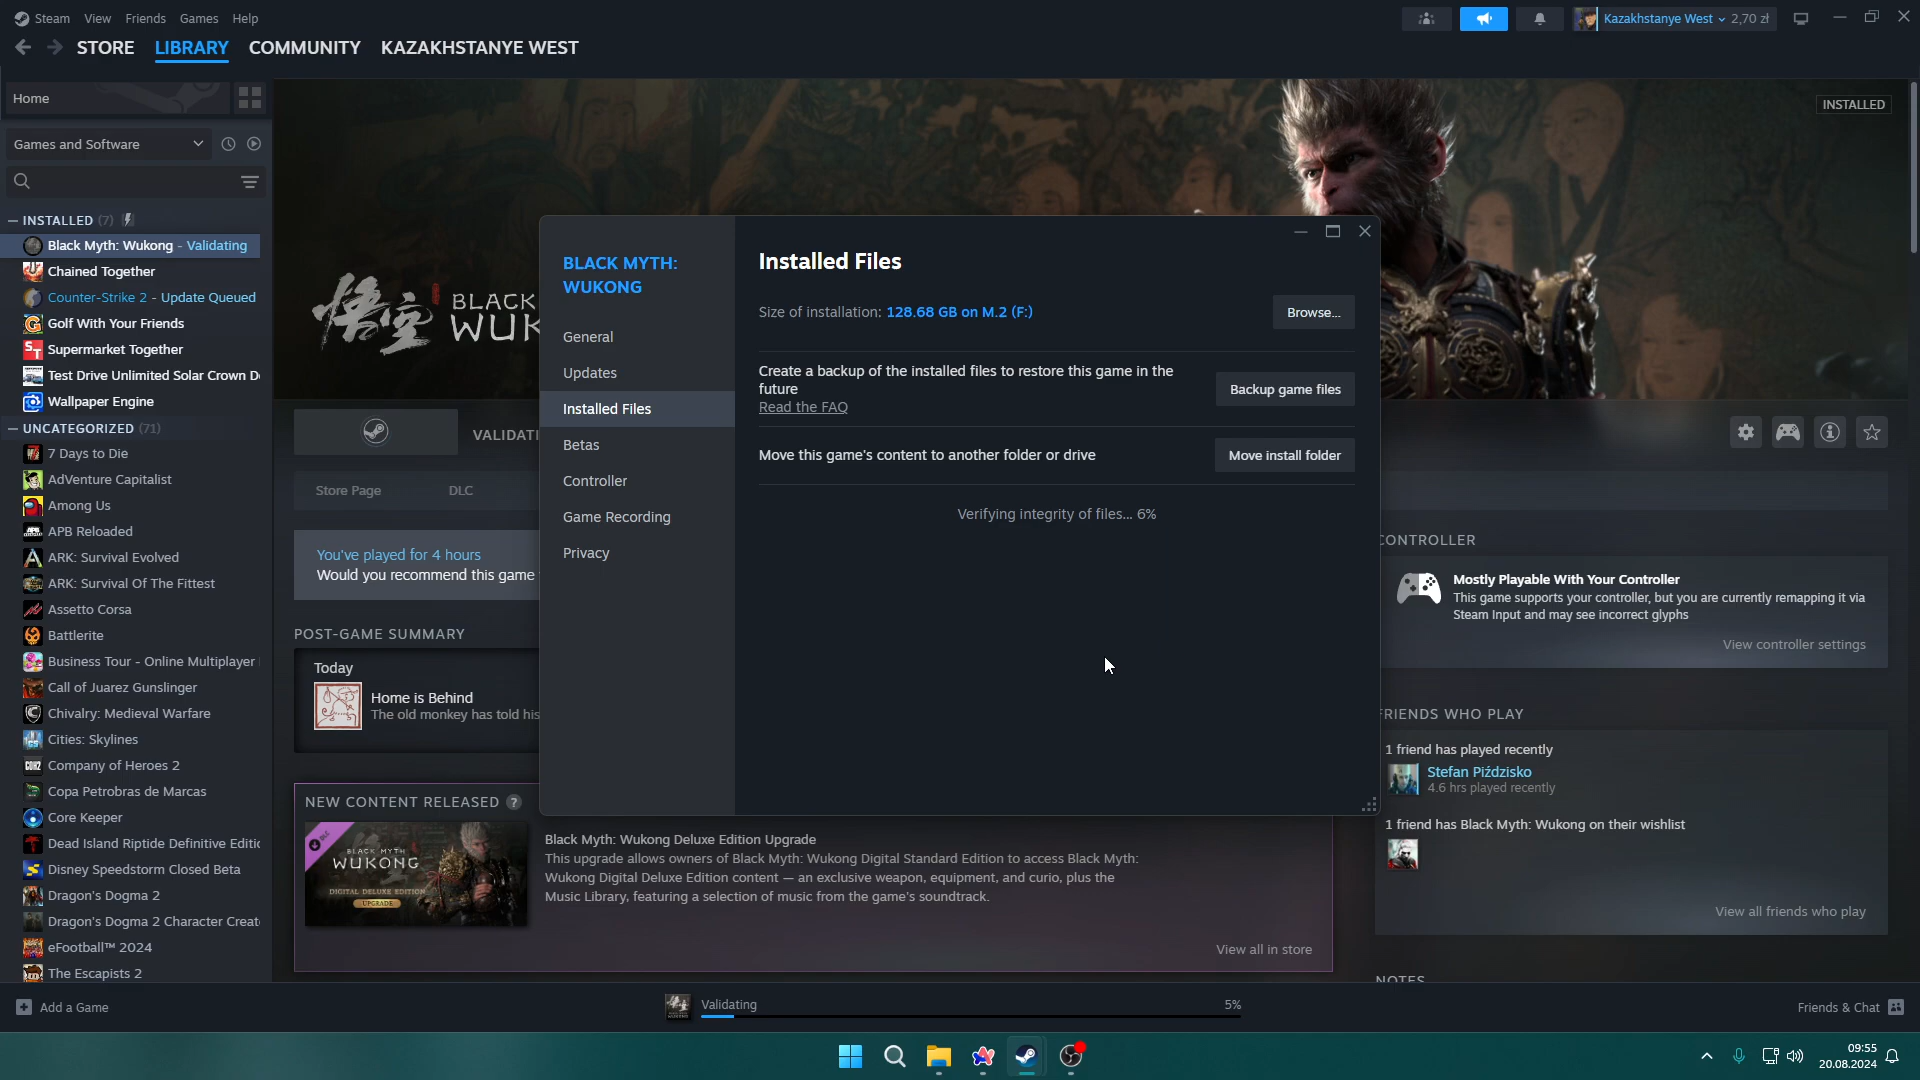 Steam View Friends Games Help
Kazakhstanye West 2,70 zł
STORE LIBRARY COMMUNITY KAZAKHSTANYE WEST
Home
INSTALLED
Games and Software
INSTALLED (7)
Black Myth: Wukong - Validating
Chained Together
Counter-Strike 2 - Update Queued
Golf With Your Friends
Supermarket Together
Test Drive Unlimited Solar Crown D
Wallpaper Engine
UNCATEGORIZED (71)
7 Days to Die
AdVenture Capitalist
Among Us
APB Reloaded
ARK: Survival Evolved
ARK: Survival Of The Fittest
Assetto Corsa
Battlerite
Business Tour - Online Multiplayer
Call of Juarez Gunslinger
Chivalry: Medieval Warfare
Cities: Skylines
Company of Heroes 2
Copa Petrobras de Marcas
Core Keeper
Dead Island Riptide Definitive Editic
Disney Speedstorm Closed Beta
Dragon's Dogma 2
Dragon's Dogma 2 Character Creat
eFootball™ 2024
The Escapists 2
悟空
BLACK
WUK
VALIDATI
Store Page DLC
You've played for 4 hours
Would you recommend this game
POST-GAME SUMMARY
Today
Home is Behind
The old monkey has told his
BLACK MYTH:
WUKONG
General
Updates
Installed Files
Betas
Controller
Game Recording
Privacy
Installed Files
Size of installation: 128.68 GB on M.2 (F:)
Browse...
Create a backup of the installed files to restore this game in the
future
Read the FAQ
Backup game files
Move this game's content to another folder or drive
Move install folder
Verifying integrity of files... 6%
CONTROLLER
Mostly Playable With Your Controller
This game supports your controller, but you are currently remapping it via
Steam Input and may see incorrect glyphs
View controller settings
FRIENDS WHO PLAY
1 friend has played recently
Stefan Piździsko
4.6 hrs played recently
1 friend has Black Myth: Wukong on their wishlist
View all friends who play
NOTES
NEW CONTENT RELEASED ?
BLACK MYTH
WUKONG
DIGITAL DELUXE EDITION
UPGRADE
Black Myth: Wukong Deluxe Edition Upgrade
This upgrade allows owners of Black Myth: Wukong Digital Standard Edition to access Black Myth:
Wukong Digital Deluxe Edition content — an exclusive weapon, equipment, and curio, plus the
Music Library, featuring a selection of music from the game's soundtrack.
View all in store
Add a Game
Validating 5%
Friends & Chat
09:55
20.08.2024